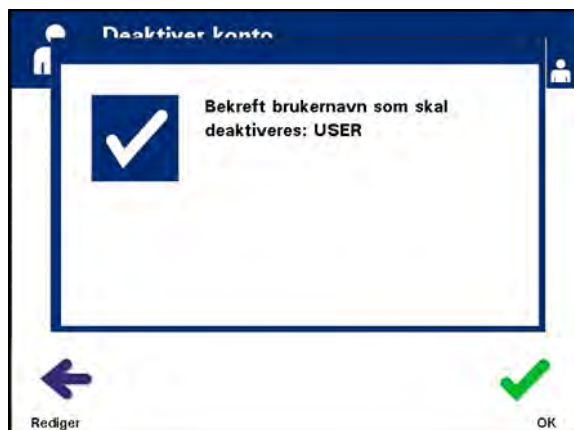 Deaktiver konto
Bekreft brukernavn som skal
deaktiveres: USER
Rediger
OK